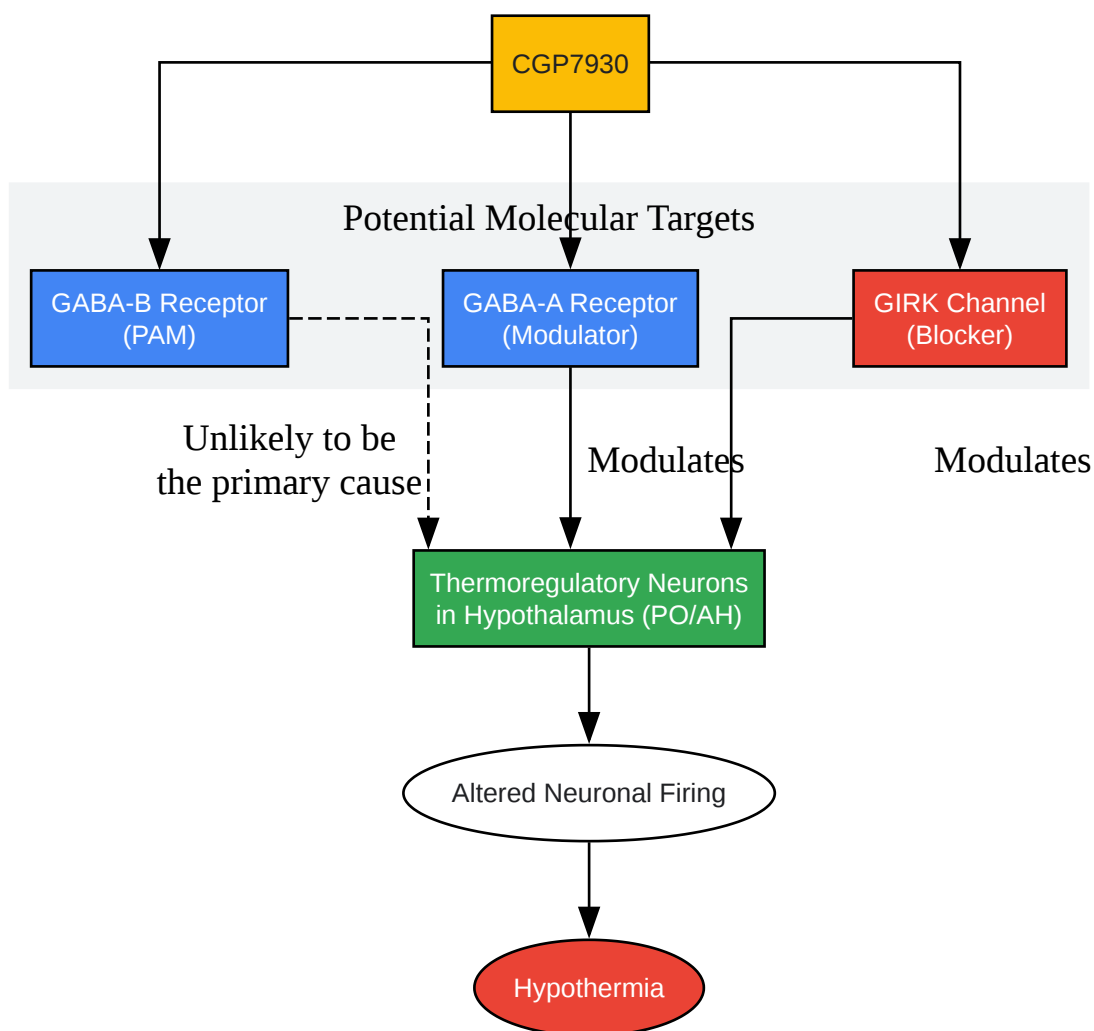 CGP7930
Potential Molecular Targets
GABA-B Receptor
(PAM)
GABA-A Receptor
(Modulator)
GIRK Channel
(Blocker)
Unlikely to be
the primary cause
Modulates
Modulates
Thermoregulatory Neurons
in Hypothalamus (PO/AH)
Altered Neuronal Firing
Hypothermia